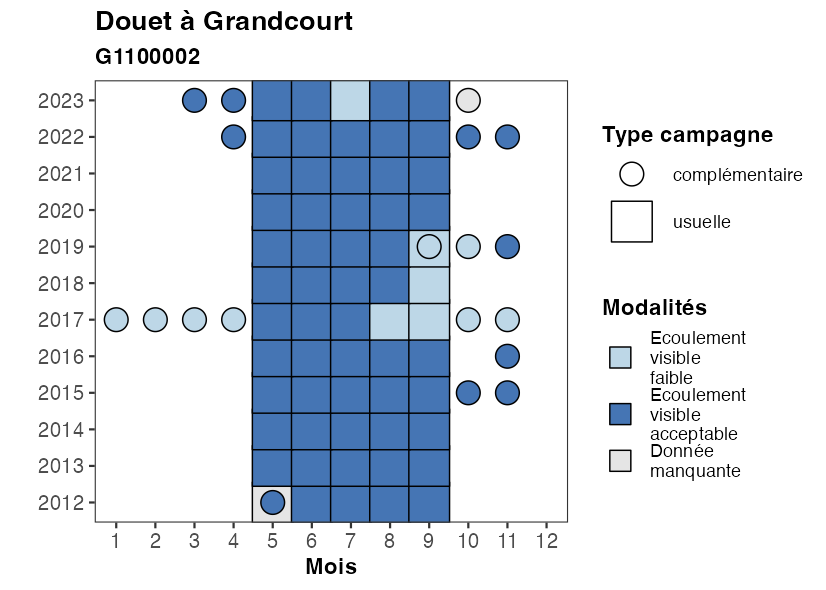 Douet à Grandcourt
G1100002
2023
2022
2021
2020
2019
2018
2017
2016
2015
2014
2013
2012
1 2 3 4 5 6 7 8 9 10 11 12
Mois
Type campagne
complémentaire
usuelle
Modalités
Ecoulement
visible
faible
Ecoulement
visible
acceptable
Donnée
manquante